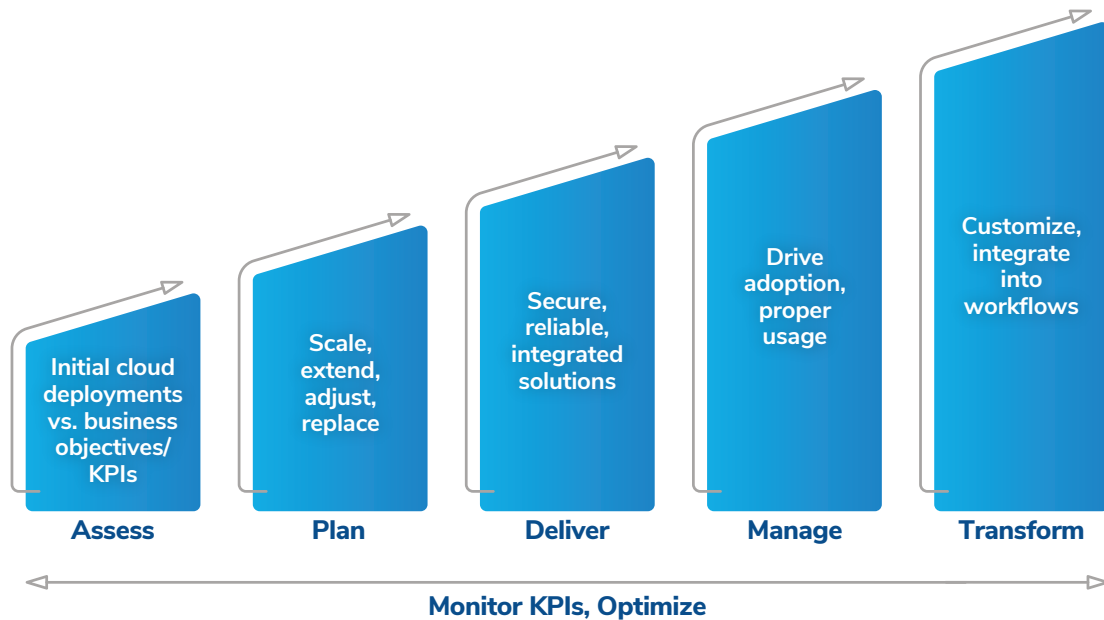 Initial cloud
deployments
vs. business
objectives/
KPIs
Assess
Scale,
extend,
adjust,
replace
Plan
Secure,
reliable,
integrated
solutions
Deliver
Drive
adoption,
proper
usage
Manage
Customize,
integrate
into
workflows
Transform
Monitor KPIs, Optimize